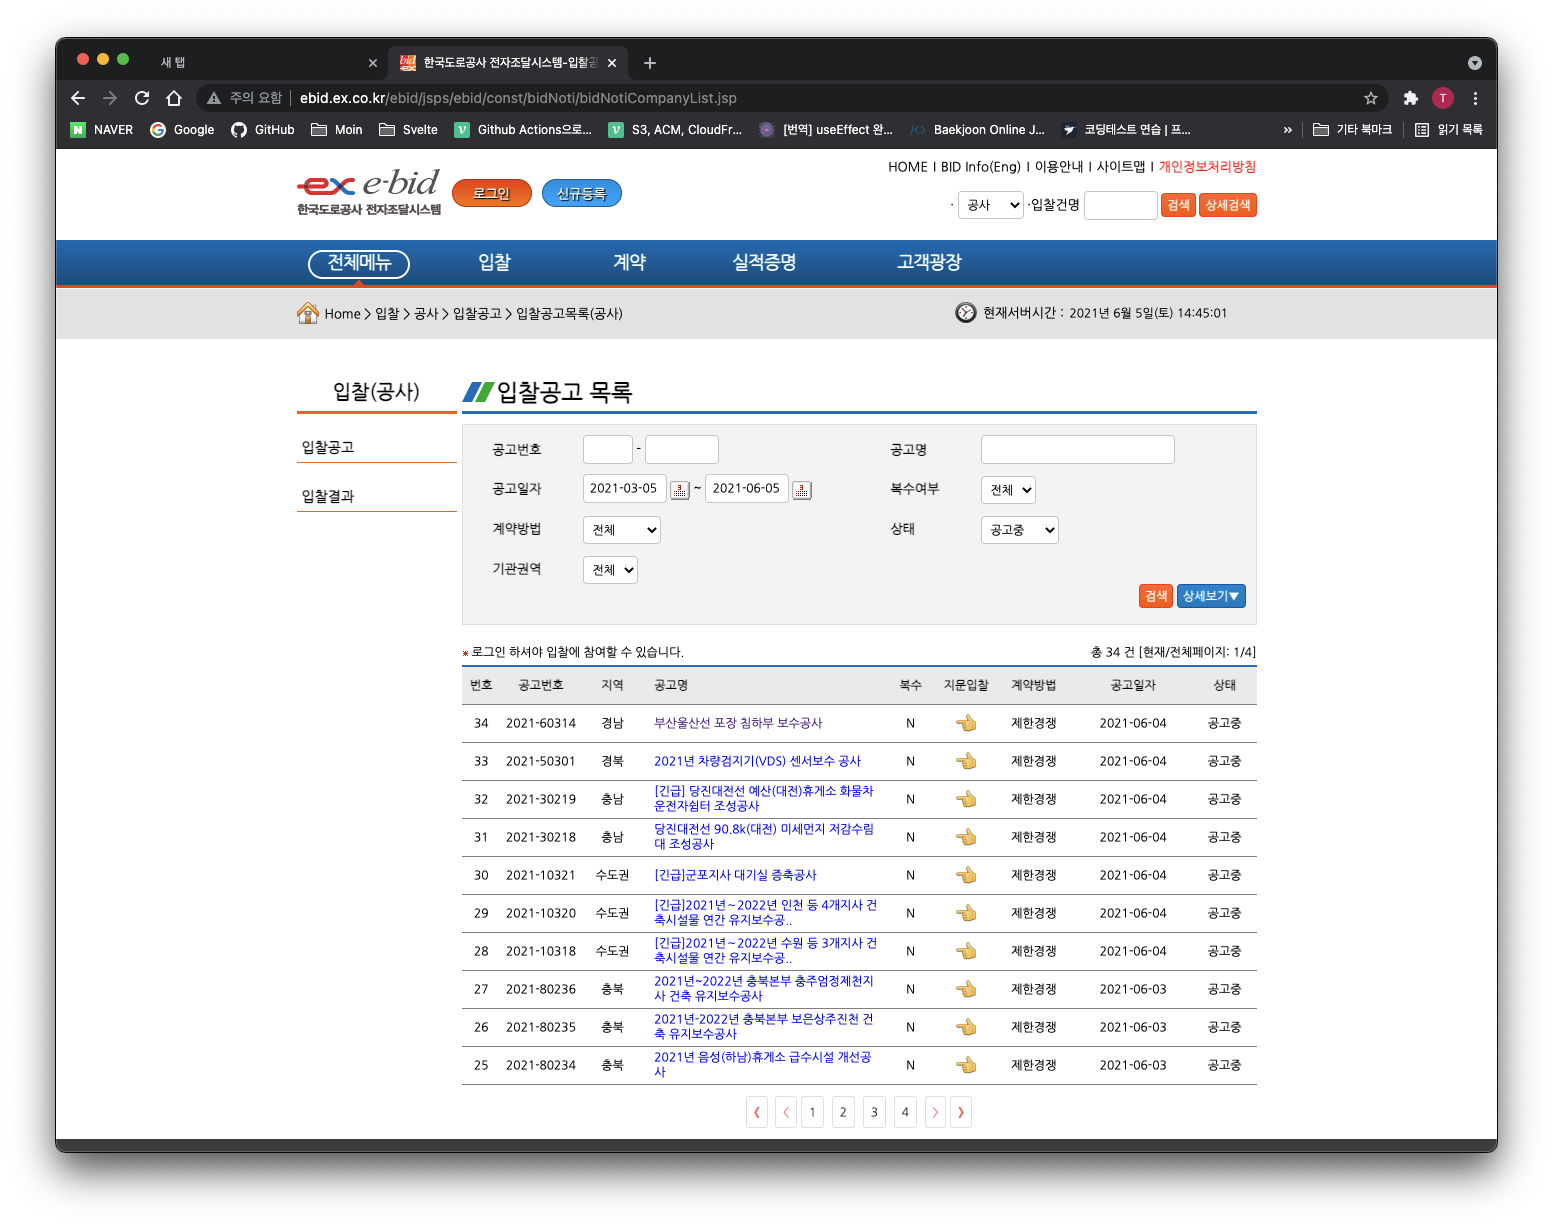 새 탭
한국도로공사 전자조달시스템-입찰공
주의 요함 ebid.ex.co.kr/ebid/jsps/ebid/const/bidNoti/bidNotiCompanyList.jsp
T
N NAVER Google GitHub Moin Svelte Github Actions으로... S3, ACM, CloudFr... [번역] useEffect 완... Baekjoon Online J... 코딩테스트 연습 | 프... » 기타 북마크 읽기 목록
HOME I BID Info(Eng) I 이용안내 I 사이트맵 I 개인정보처리방침
ex e-bid 로그인 신규등록
한국도로공사 전자조달시스템
· 공사 ·입찰건명 검색 상세검색
전체메뉴 입찰 계약 실적증명 고객광장
Home > 입찰 > 공사 > 입찰공고 > 입찰공고목록(공사) 현재서버시간 : 2021년 6월 5일(토) 14:45:01
입찰(공사)
입찰공고
입찰결과
입찰공고 목록
공고번호 - 공고명
공고일자 2021-03-05 ~ 2021-06-05 복수여부 전체
계약방법 전체 상태 공고중
기관권역 전체
검색 상세보기▼
로그인 하셔야 입찰에 참여할 수 있습니다. 총 34 건 [현재/전체페이지: 1/4]
번호 공고번호 지역 공고명 복수 지문입찰 계약방법 공고일자 상태
34 2021-60314 경남 부산울산선 포장 침하부 보수공사 N 제한경쟁 2021-06-04 공고중
33 2021-50301 경북 2021년 차량검지기(VDS) 센서보수 공사 N 제한경쟁 2021-06-04 공고중
32 2021-30219 충남 [긴급] 당진대전선 예산(대전)휴게소 화물차 N 제한경쟁 2021-06-04 공고중
운전자쉼터 조성공사
31 2021-30218 충남 당진대전선 90.8k(대전) 미세먼지 저감수림 N 제한경쟁 2021-06-04 공고중
대 조성공사
30 2021-10321 수도권 [긴급]군포지사 대기실 증축공사 N 제한경쟁 2021-06-04 공고중
29 2021-10320 수도권 [긴급]2021년~2022년 인천 등 4개지사 건 N 제한경쟁 2021-06-04 공고중
축시설물 연간 유지보수공..
28 2021-10318 수도권 [긴급]2021년~2022년 수원 등 3개지사 건 N 제한경쟁 2021-06-04 공고중
축시설물 연간 유지보수공..
27 2021-80236 충북 2021년~2022년 충북본부 충주엄정제천지 N 제한경쟁 2021-06-03 공고중
사 건축 유지보수공사
26 2021-80235 충북 2021년-2022년 충북본부 보은상주진천 건 N 제한경쟁 2021-06-03 공고중
축 유지보수공사
25 2021-80234 충북 2021년 음성(하남)휴게소 급수시설 개선공 N 제한경쟁 2021-06-03 공고중
사
《 〈 1 2 3 4 〉 》